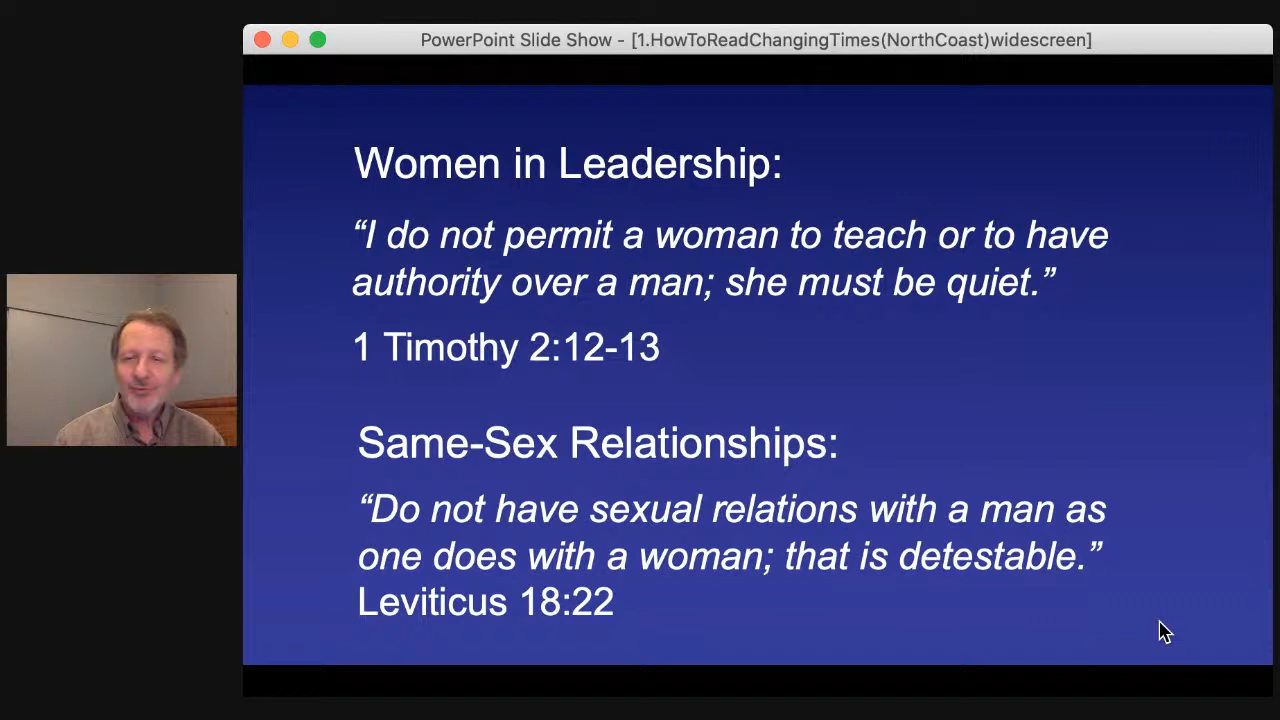 PowerPoint Slide Show - [1.HowToReadChangingTimes(NorthCoast)widescreen]
Women in Leadership:
“I do not permit a woman to teach or to have
authority over a man; she must be quiet.”
1 Timothy 2:12-13
Same-Sex Relationships:
“Do not have sexual relations with a man as
one does with a woman; that is detestable.”
Leviticus 18:22